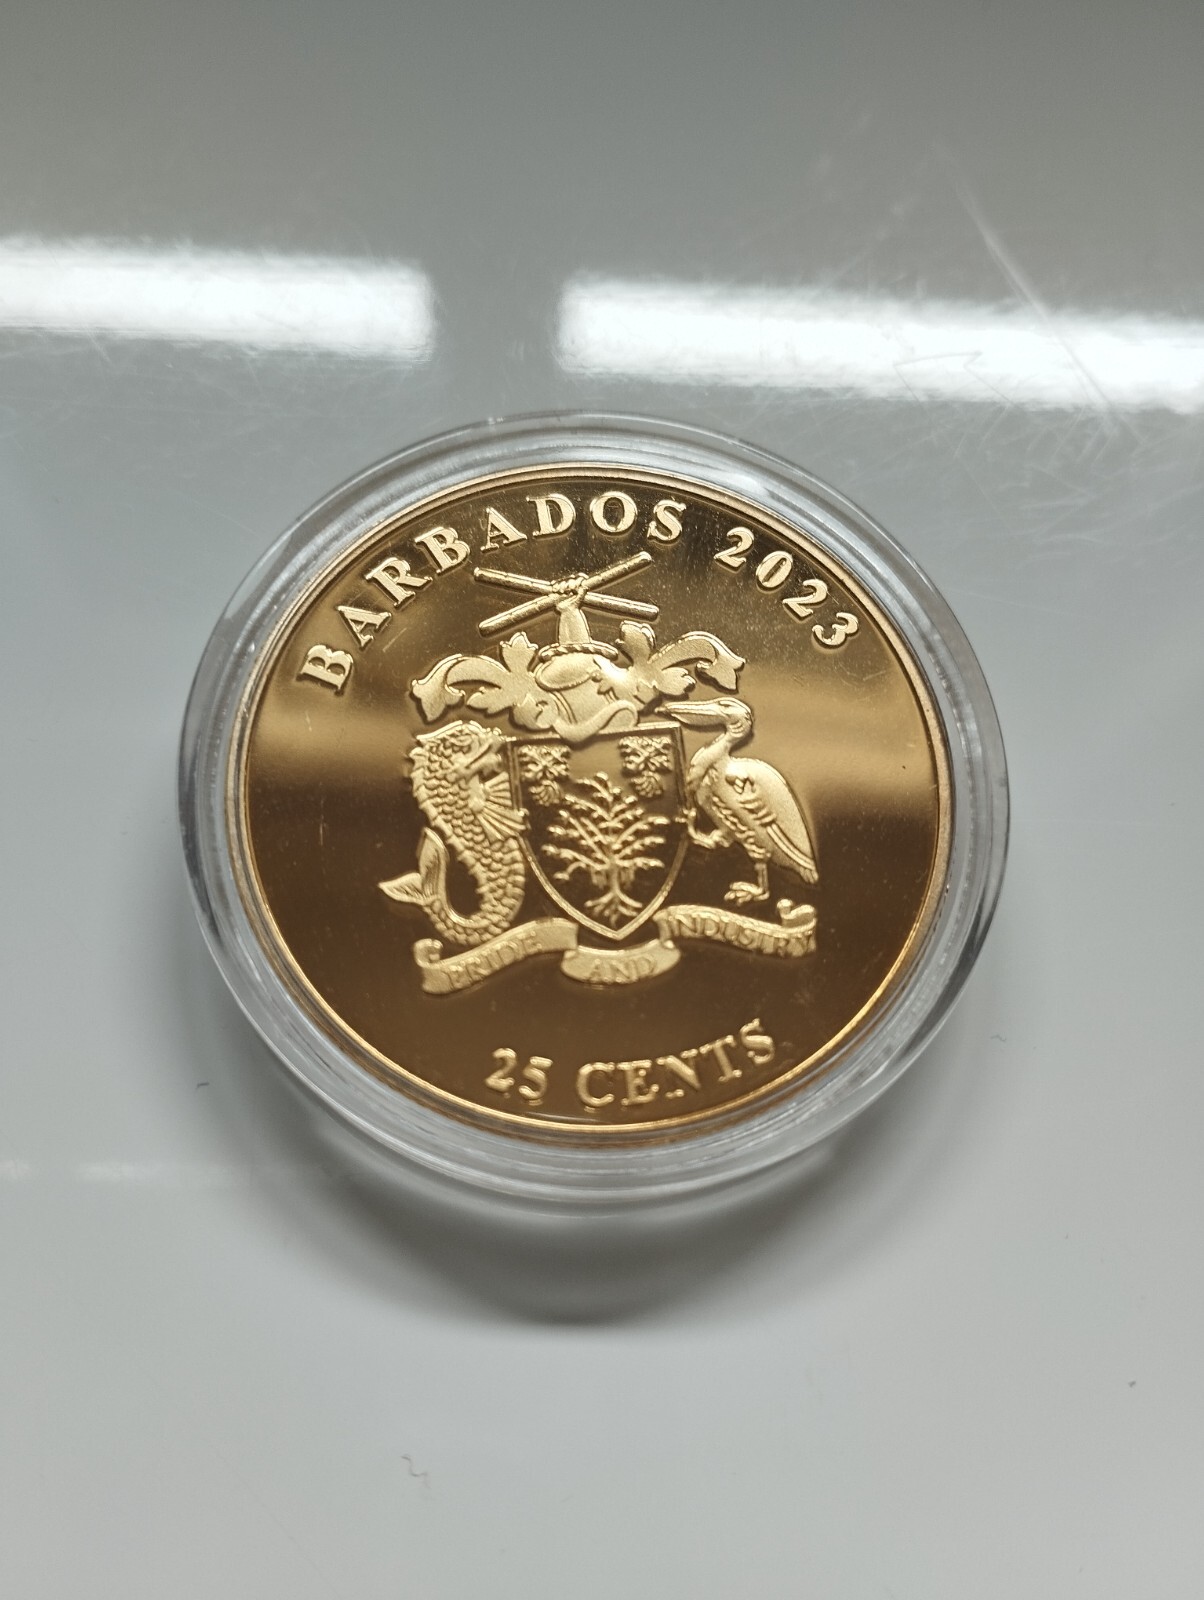 BARBADOS 2023
PRIDE AND INDUSTRY
25 CENTS